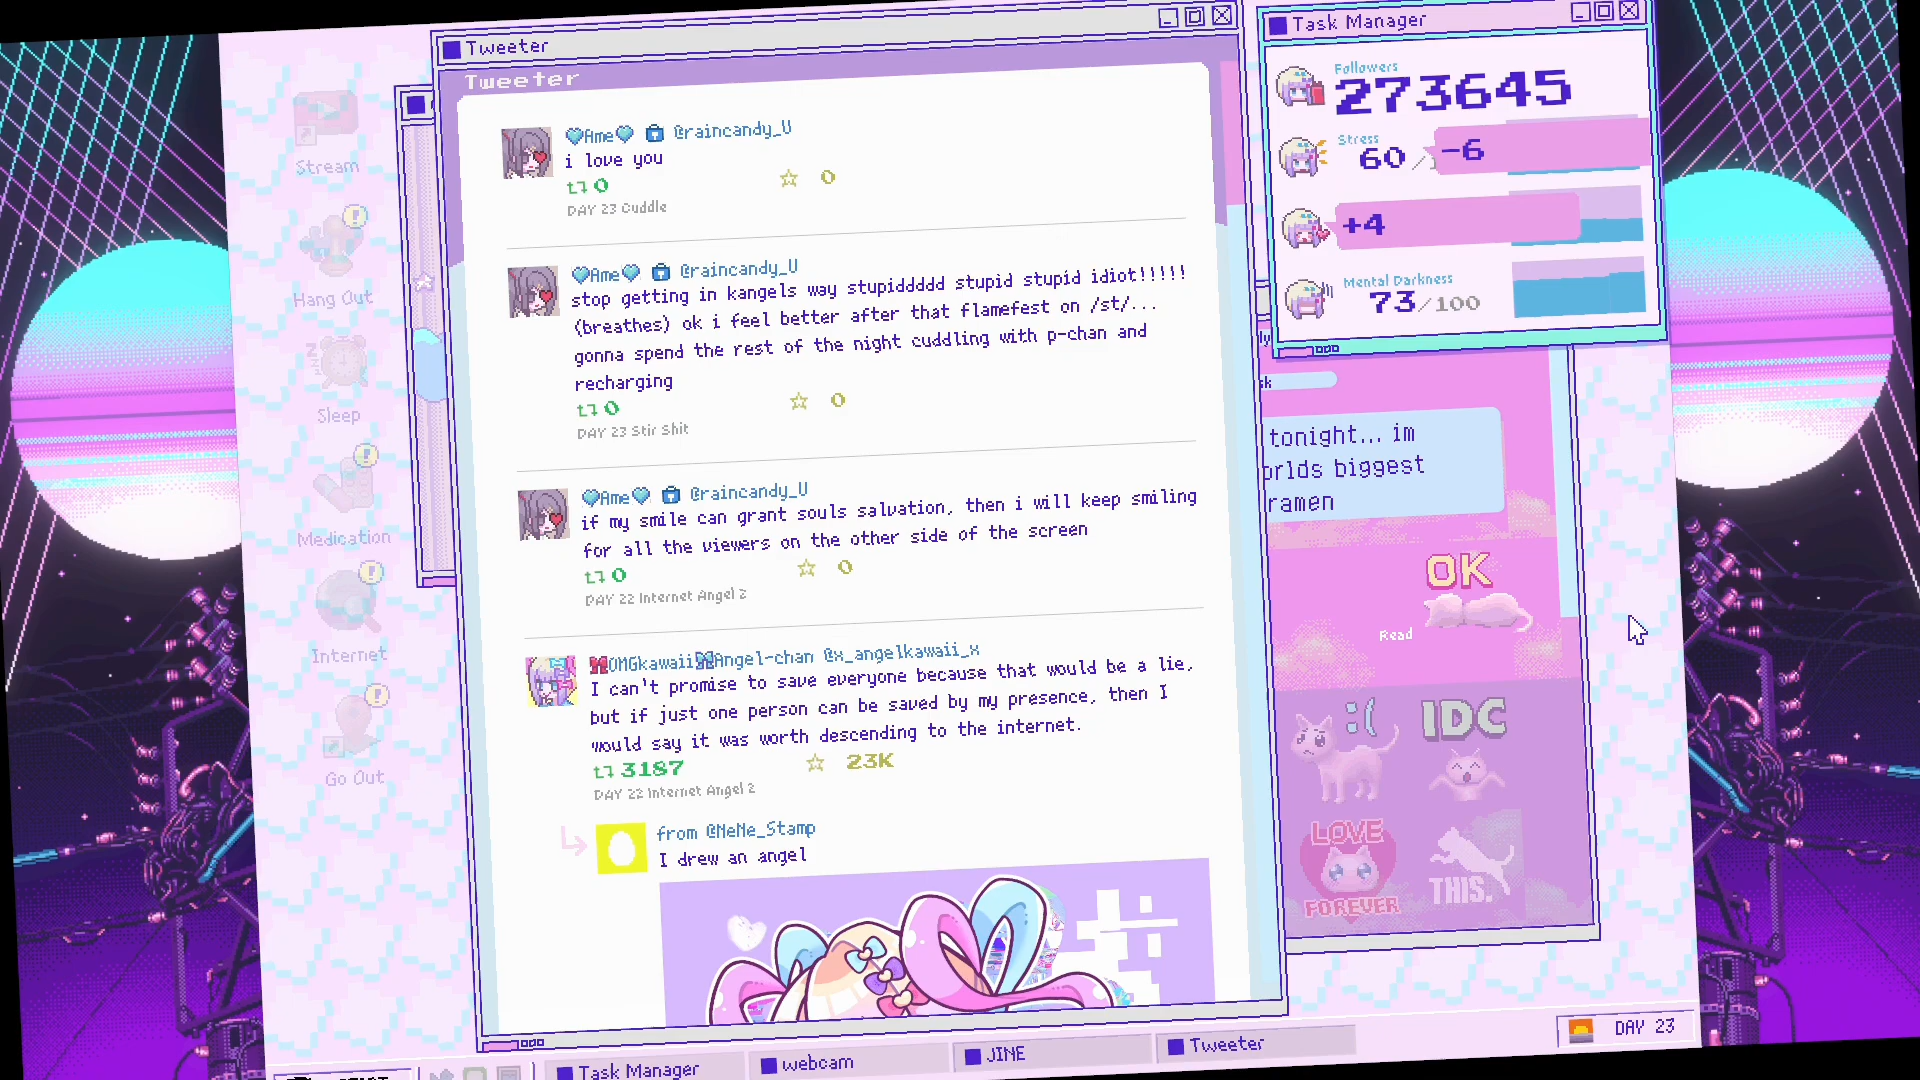 Tweeter
Tweeter
Ame @raincandy_U
i love you
0 0
DAY 23 Cuddle
Ame @raincandy_U
stop getting in kangels way stupiddddd stupid stupid idiot!!!!!
(breathes) ok i feel better after that flamefest on /st/...
gonna spend the rest of the night cuddling with p-chan and
recharging
0 0
DAY 23 Stir Shit
Ame @raincandy_U
if my smile can grant souls salvation, then i will keep smiling
for all the viewers on the other side of the screen
0 0
DAY 22 Internet Angel 2
OMGkawaii Angel-chan @x_angelkawaii_x
I can't promise to save everyone because that would be a lie,
but if just one person can be saved by my presence, then I
would say it was worth descending to the internet.
3187 23K
DAY 22 Internet Angel 2
from @NeNe_Stamp
I drew an angel
Task Manager
Followers
273645
Stress
60 -6
+4
Mental Darkness
73/100
tonight... im
biggest
ramen
OK
Read
:( IDC
LOVE
FOREVER
THIS.
Stream
Hang Out
Sleep
Medication
Internet
Go Out
Task Manager
webcam
JINE
Tweeter
DAY 23